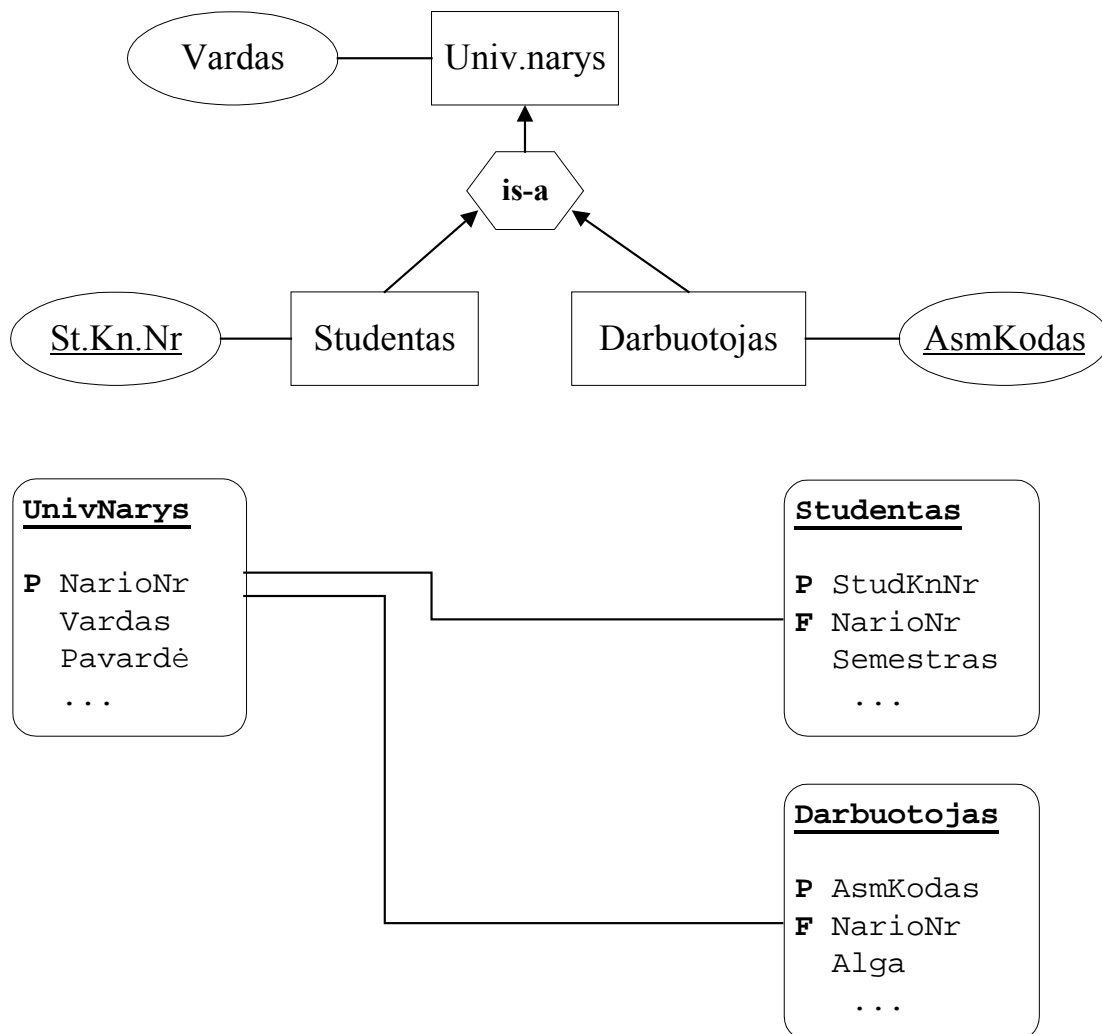 Vardas
Univ.narys
is-a
St.Kn.Nr
Studentas
Darbuotojas
AsmKodas
UnivNarys
P NarioNr
Vardas
Pavardė
...
Studentas
P StudKnNr
F NarioNr
Semestras
...
Darbuotojas
P AsmKodas
F NarioNr
Alga
...